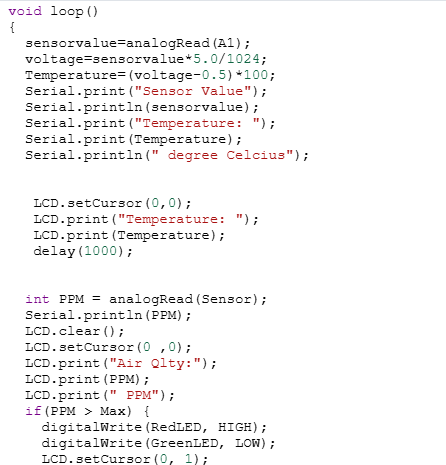 void loop()
{
  sensorvalue=analogRead(A1);
  voltage=sensorvalue*5.0/1024;
  Temperature=(voltage-0.5)*100;
  Serial.print("Sensor Value");
  Serial.println(sensorvalue);
  Serial.print("Temperature: ");
  Serial.print(Temperature);
  Serial.println(" degree Celcius");
   LCD.setCursor(0,0);
   LCD.print("Temperature: ");
   LCD.print(Temperature);
   delay(1000);
  int PPM = analogRead(Sensor);
  Serial.println(PPM);
  LCD.clear();
  LCD.setCursor(0 ,0);
  LCD.print("Air Qlty:");
  LCD.print(PPM);
  LCD.print(" PPM");
  if(PPM > Max) {
    digitalWrite(RedLED, HIGH);
    digitalWrite(GreenLED, LOW);
    LCD.setCursor(0, 1);